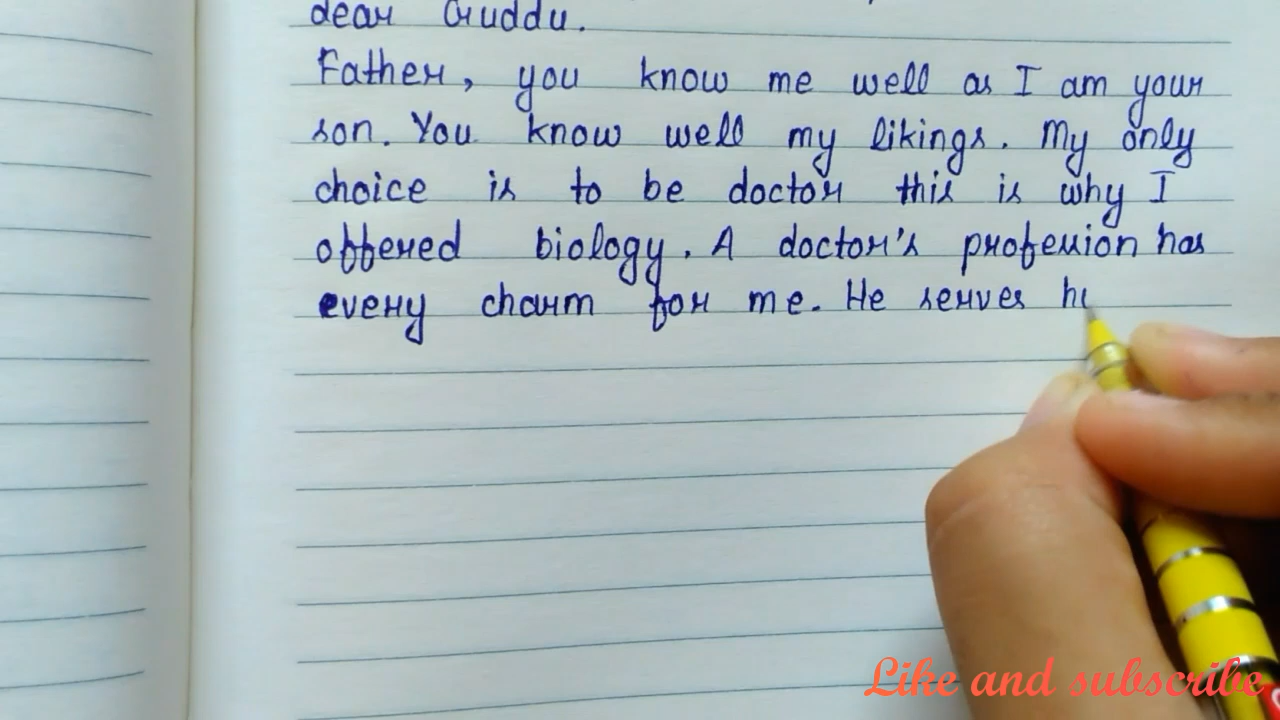 dear Guddu.
Father, you know me well as I am your
son. You know well my likings. My only
choice is to be doctor this is why I
offered biology. A doctor's profession has
every charm for me. He serves hu
Like and subscribe